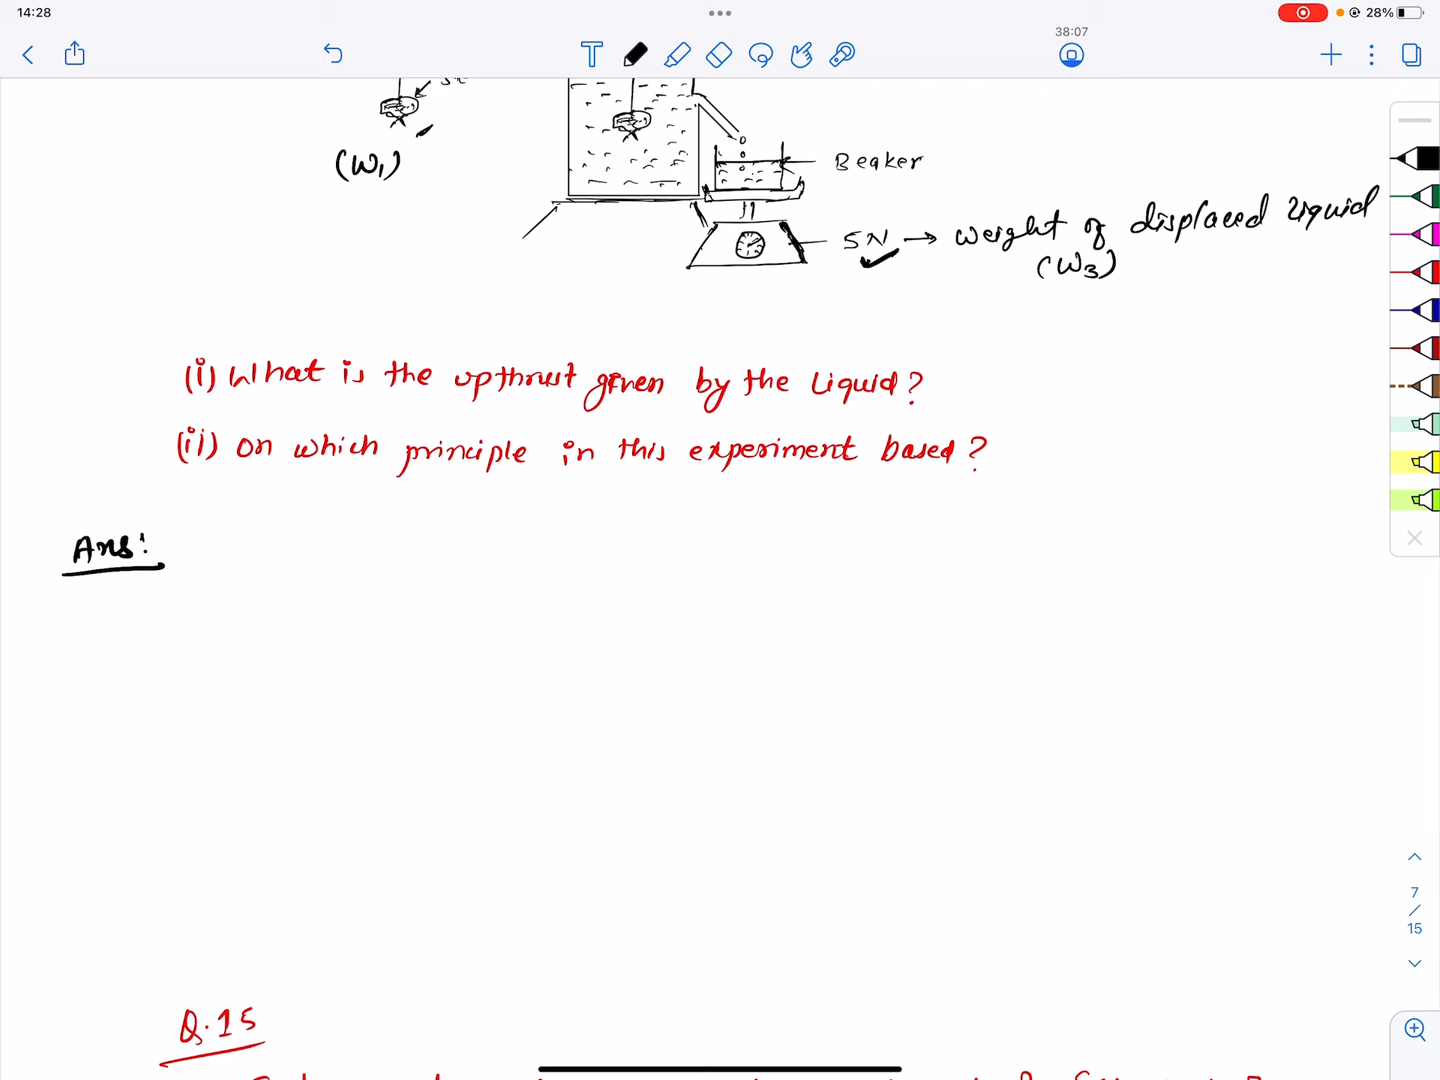 14:28
28%
38:07
(W₁)
Beaker
5N → weight of displaced liquid
(W₃)
(i) What is the upthrust given by the Liquid?
(ii) On which principle in this experiment based?
Ans:
7
/
15
Q.15